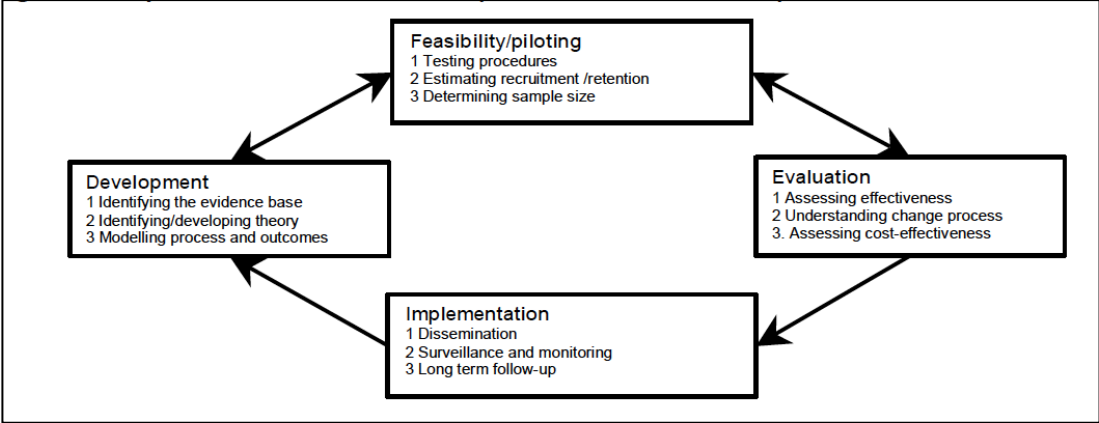 Feasibility/piloting
1 Testing procedures
2 Estimating recruitment /retention
3 Determining sample size
Development
1 Identifying the evidence base
2 Identifying/developing theory
3 Modelling process and outcomes
Evaluation
1 Assessing effectiveness
2 Understanding change process
3. Assessing cost-effectiveness
Implementation
1 Dissemination
2 Surveillance and monitoring
3 Long term follow-up